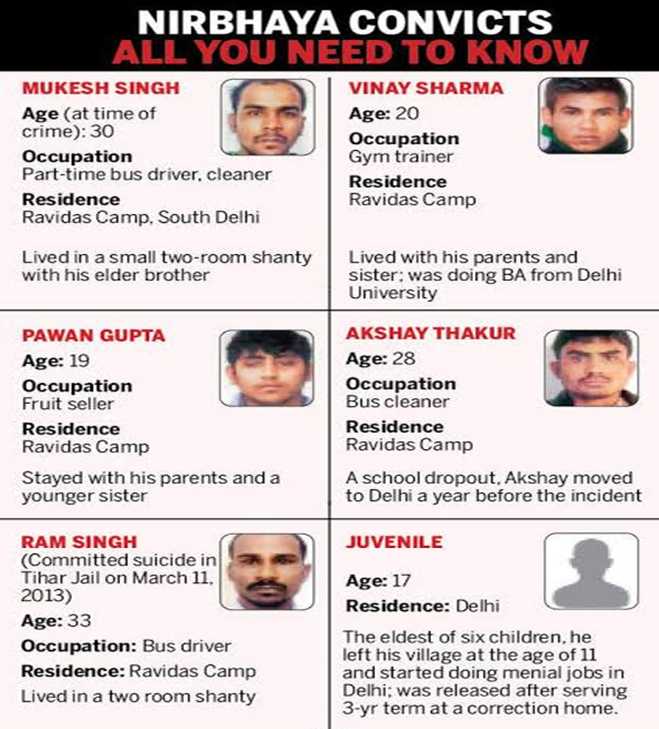 NIRBHAYA CONVICTS
ALL YOU NEED TO KNOW
MUKESH SINGH
Age (at time of
crime): 30
Occupation
Part-time bus driver, cleaner
Residence
Ravidas Camp, South Delhi
Lived in a small two-room shanty
with his elder brother
VINAY SHARMA
Age: 20
Occupation
Gym trainer
Residence
Ravidas Camp
Lived with his parents and
sister; was doing BA from Delhi
University
PAWAN GUPTA
Age: 19
Occupation
Fruit seller
Residence
Ravidas Camp
Stayed with his parents and a
younger sister
AKSHAY THAKUR
Age: 28
Occupation
Bus cleaner
Residence
Ravidas Camp
A school dropout, Akshay moved
to Delhi a year before the incident
RAM SINGH
(Committed suicide in
Tihar Jail on March 11,
2013)
Age: 33
Occupation: Bus driver
Residence: Ravidas Camp
Lived in a two room shanty
JUVENILE
Age: 17
Residence: Delhi
The eldest of six children, he
left his village at the age of 11
and started doing menial jobs in
Delhi; was released after serving
3-yr term at a correction home.